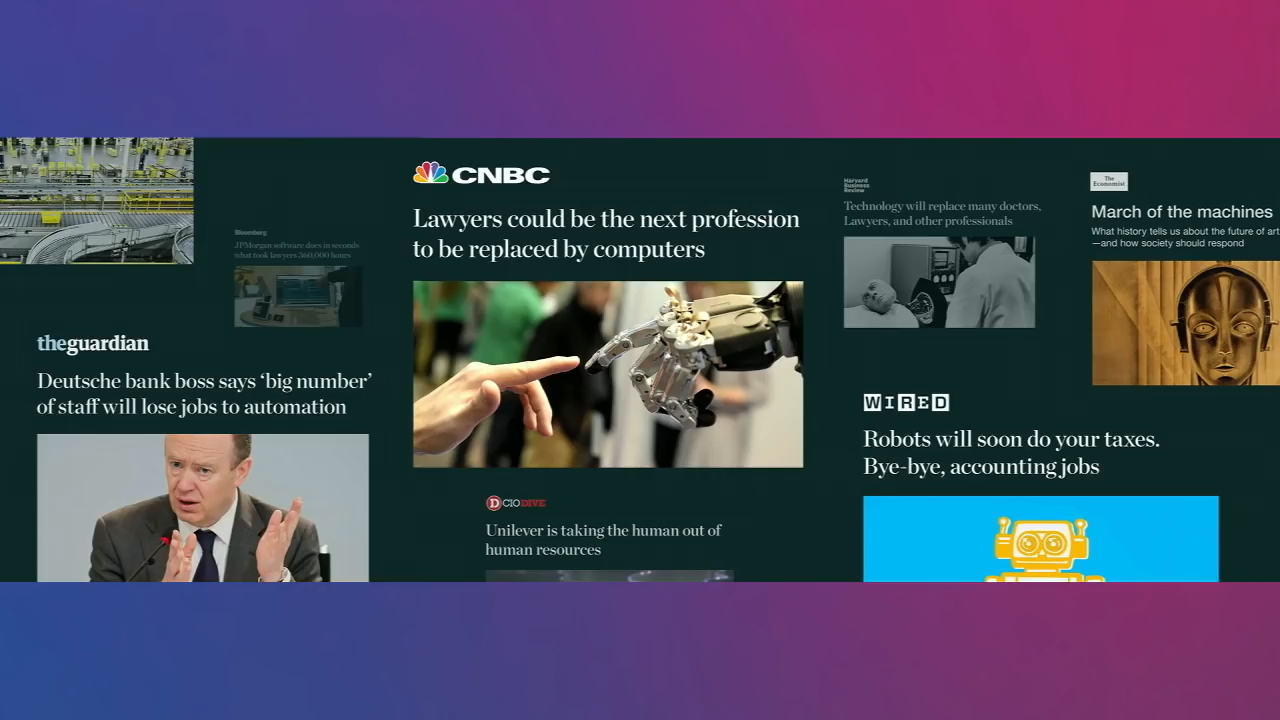 Bloomberg
JPMorgan software does in seconds
what took lawyers 360,000 hours
theguardian
Deutsche bank boss says ‘big number’
of staff will lose jobs to automation
CNBC
Lawyers could be the next profession
to be replaced by computers
D CIODIVE
Unilever is taking the human out of
human resources
Harvard
Business
Review
Technology will replace many doctors,
Lawyers, and other professionals
WIRED
Robots will soon do your taxes.
Bye-bye, accounting jobs
The
Economist
March of the machines
What history tells us about the future of art
—and how society should respond